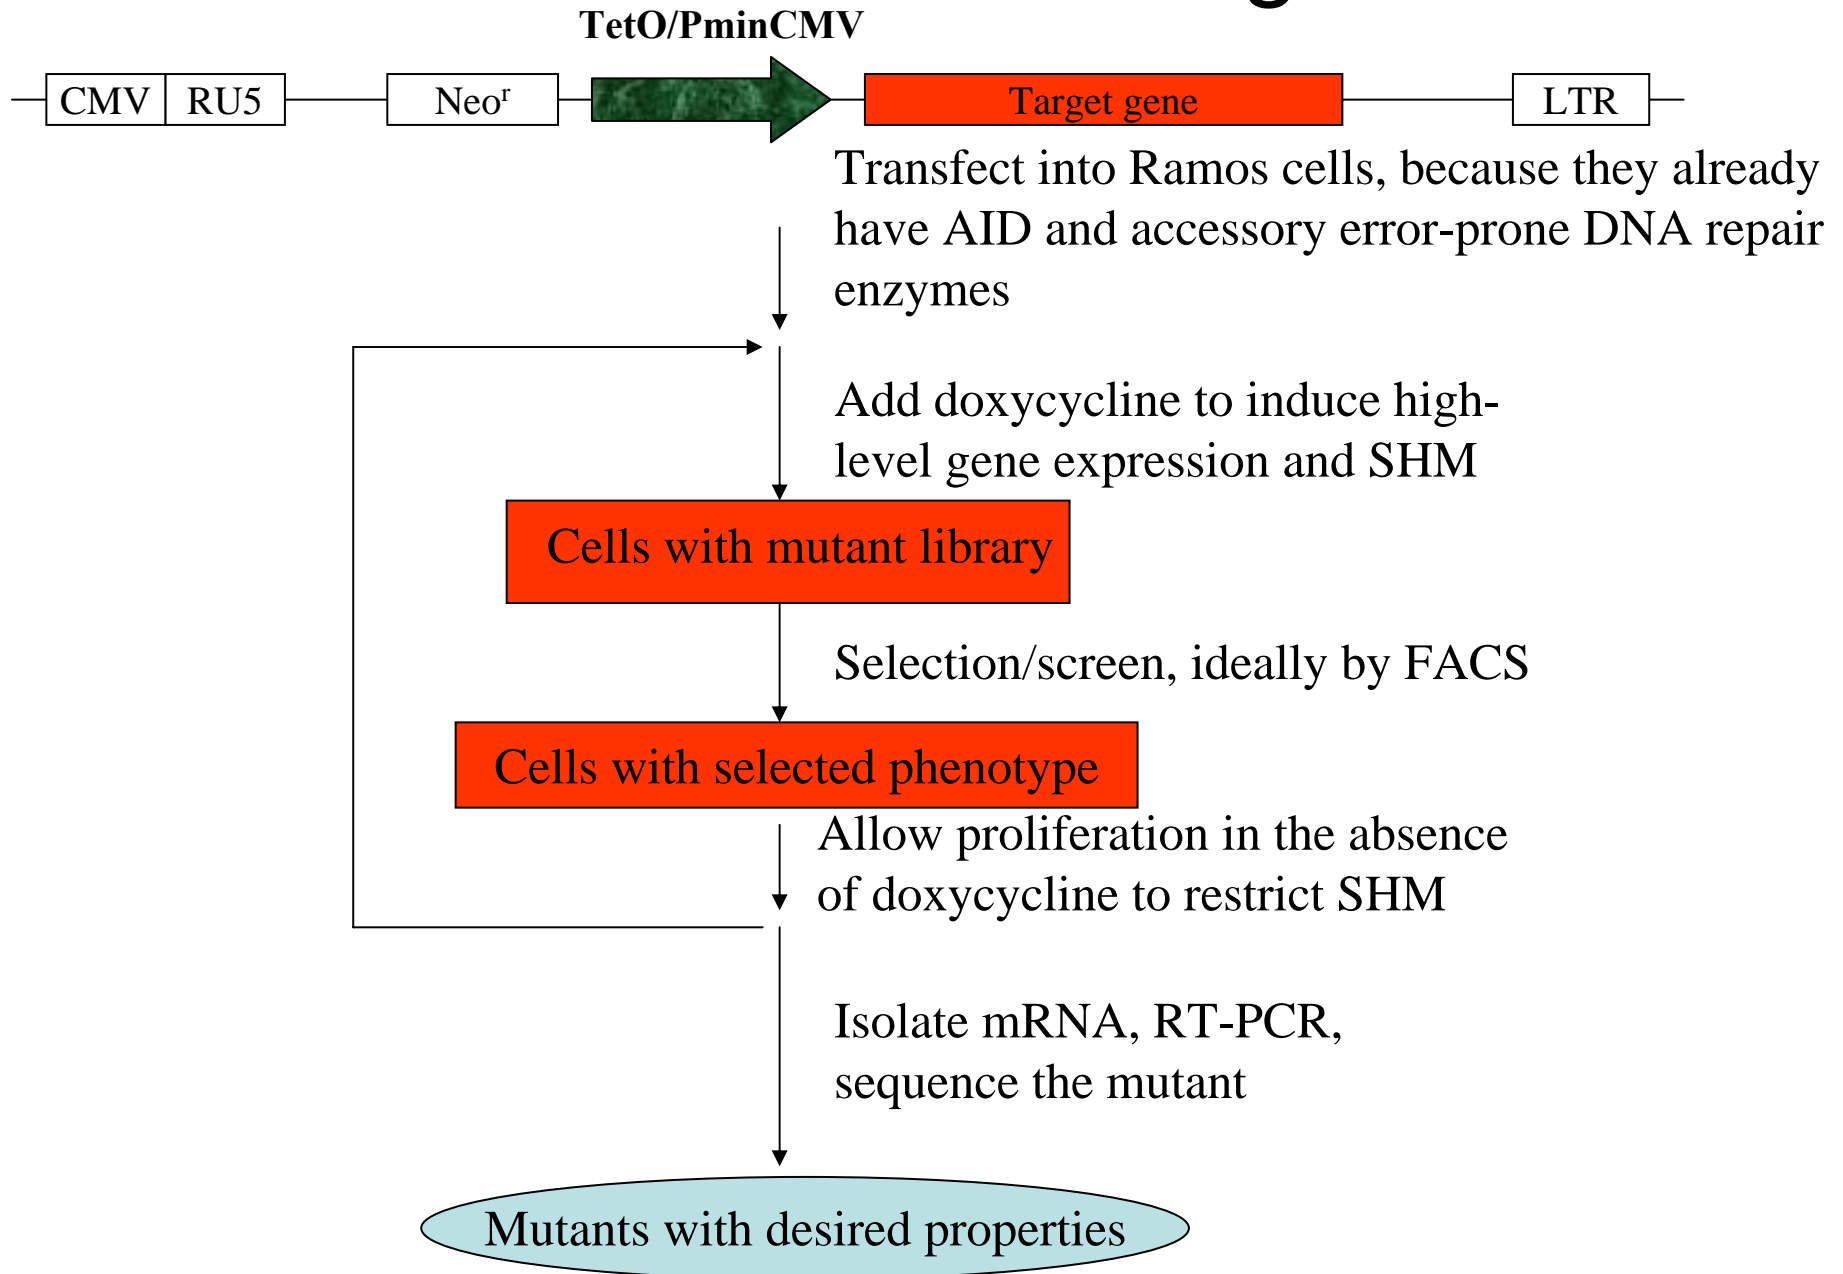 TetO/PminCMV
CMV RU5 Neoʳ Target gene LTR
Transfect into Ramos cells, because they already
have AID and accessory error-prone DNA repair
enzymes
Add doxycycline to induce high-
level gene expression and SHM
Cells with mutant library
Selection/screen, ideally by FACS
Cells with selected phenotype
Allow proliferation in the absence
of doxycycline to restrict SHM
Isolate mRNA, RT-PCR,
sequence the mutant
Mutants with desired properties